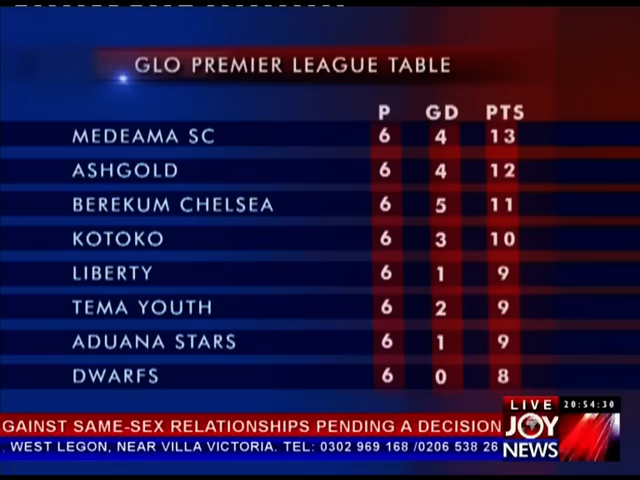 GLO PREMIER LEAGUE TABLE
P GD PTS
MEDEAMA SC 6 4 13
ASHGOLD 6 4 12
BEREKUM CHELSEA 6 5 11
KOTOKO 6 3 10
LIBERTY 6 1 9
TEMA YOUTH 6 2 9
ADUANA STARS 6 1 9
DWARFS 6 0 8
LIVE 20:54:30
GAINST SAME-SEX RELATIONSHIPS PENDING A DECISION
JOY
NEWS
, WEST LEGON, NEAR VILLA VICTORIA. TEL: 0302 969 168 /0206 538 26